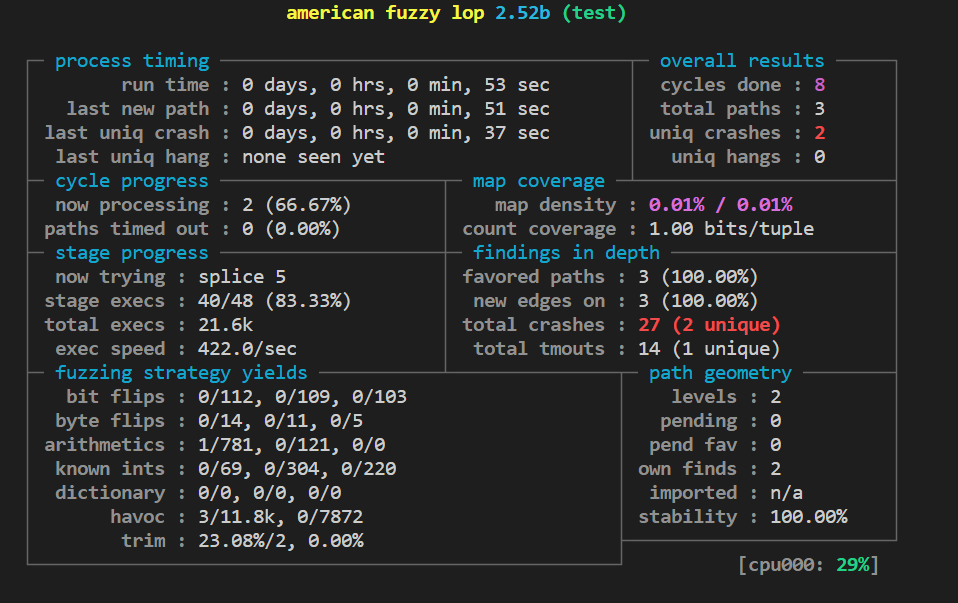 american fuzzy lop 2.52b (test)
process timing overall results
run time : 0 days, 0 hrs, 0 min, 53 sec cycles done : 8
last new path : 0 days, 0 hrs, 0 min, 51 sec total paths : 3
last uniq crash : 0 days, 0 hrs, 0 min, 37 sec uniq crashes : 2
last uniq hang : none seen yet uniq hangs : 0
cycle progress map coverage
now processing : 2 (66.67%) map density : 0.01% / 0.01%
paths timed out : 0 (0.00%) count coverage : 1.00 bits/tuple
stage progress findings in depth
now trying : splice 5 favored paths : 3 (100.00%)
stage execs : 40/48 (83.33%) new edges on : 3 (100.00%)
total execs : 21.6k total crashes : 27 (2 unique)
exec speed : 422.0/sec total tmouts : 14 (1 unique)
fuzzing strategy yields path geometry
bit flips : 0/112, 0/109, 0/103 levels : 2
byte flips : 0/14, 0/11, 0/5 pending : 0
arithmetics : 1/781, 0/121, 0/0 pend fav : 0
known ints : 0/69, 0/304, 0/220 own finds : 2
dictionary : 0/0, 0/0, 0/0 imported : n/a
havoc : 3/11.8k, 0/7872 stability : 100.00%
trim : 23.08%/2, 0.00%
[cpu000: 29%]